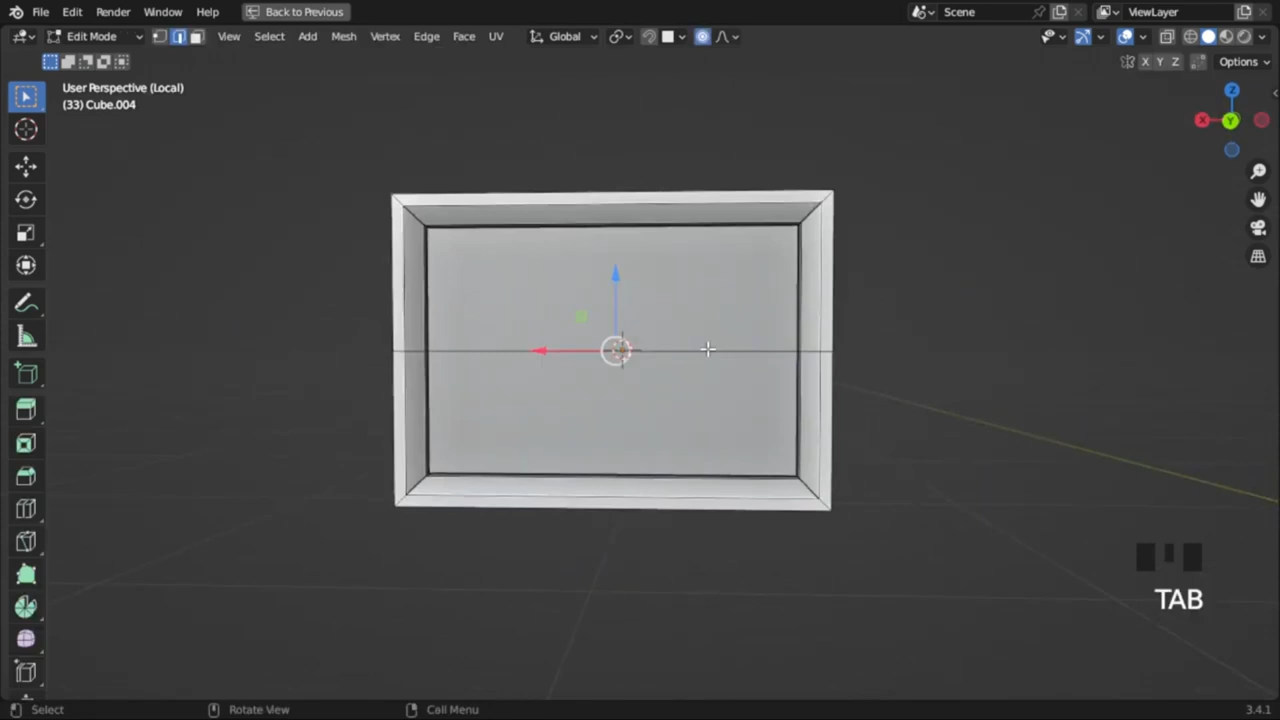 File Edit Render Window Help Back to Previous Scene ViewLayer
Edit Mode View Select Add Mesh Vertex Edge Face UV Global
X Y Z Options
User Perspective (Local)
(33) Cube.004
Z
X Y
TAB
Select Rotate View Call Menu 3.4.1